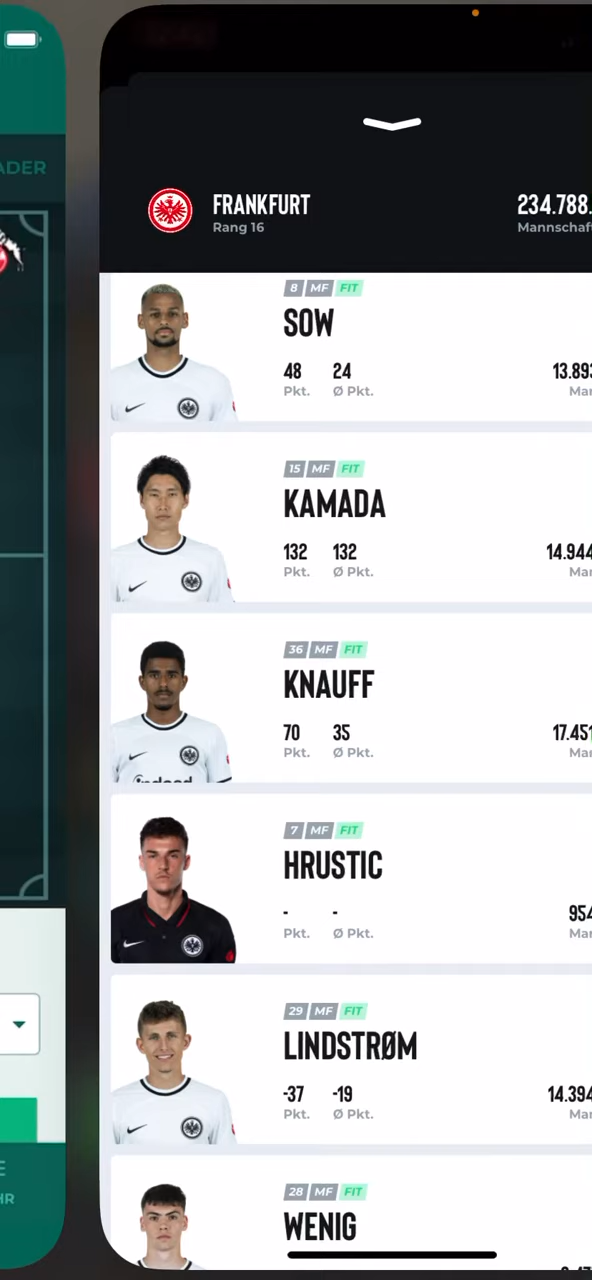 ADER
FRANKFURT 234.788.
Rang 16 Mannschaf
8 MF FIT
SOW
48 24 13.893
Pkt. Ø Pkt. Mar
15 MF FIT
KAMADA
132 132 14.944
Pkt. Ø Pkt. Mar
36 MF FIT
KNAUFF
70 35 17.451
Pkt. Ø Pkt. Mar
7 MF FIT
HRUSTIC
- - 954
Pkt. Ø Pkt. Mar
29 MF FIT
LINDSTRØM
-37 -19 14.394
Pkt. Ø Pkt. Mar
E
28 MF FIT
HR
WENIG